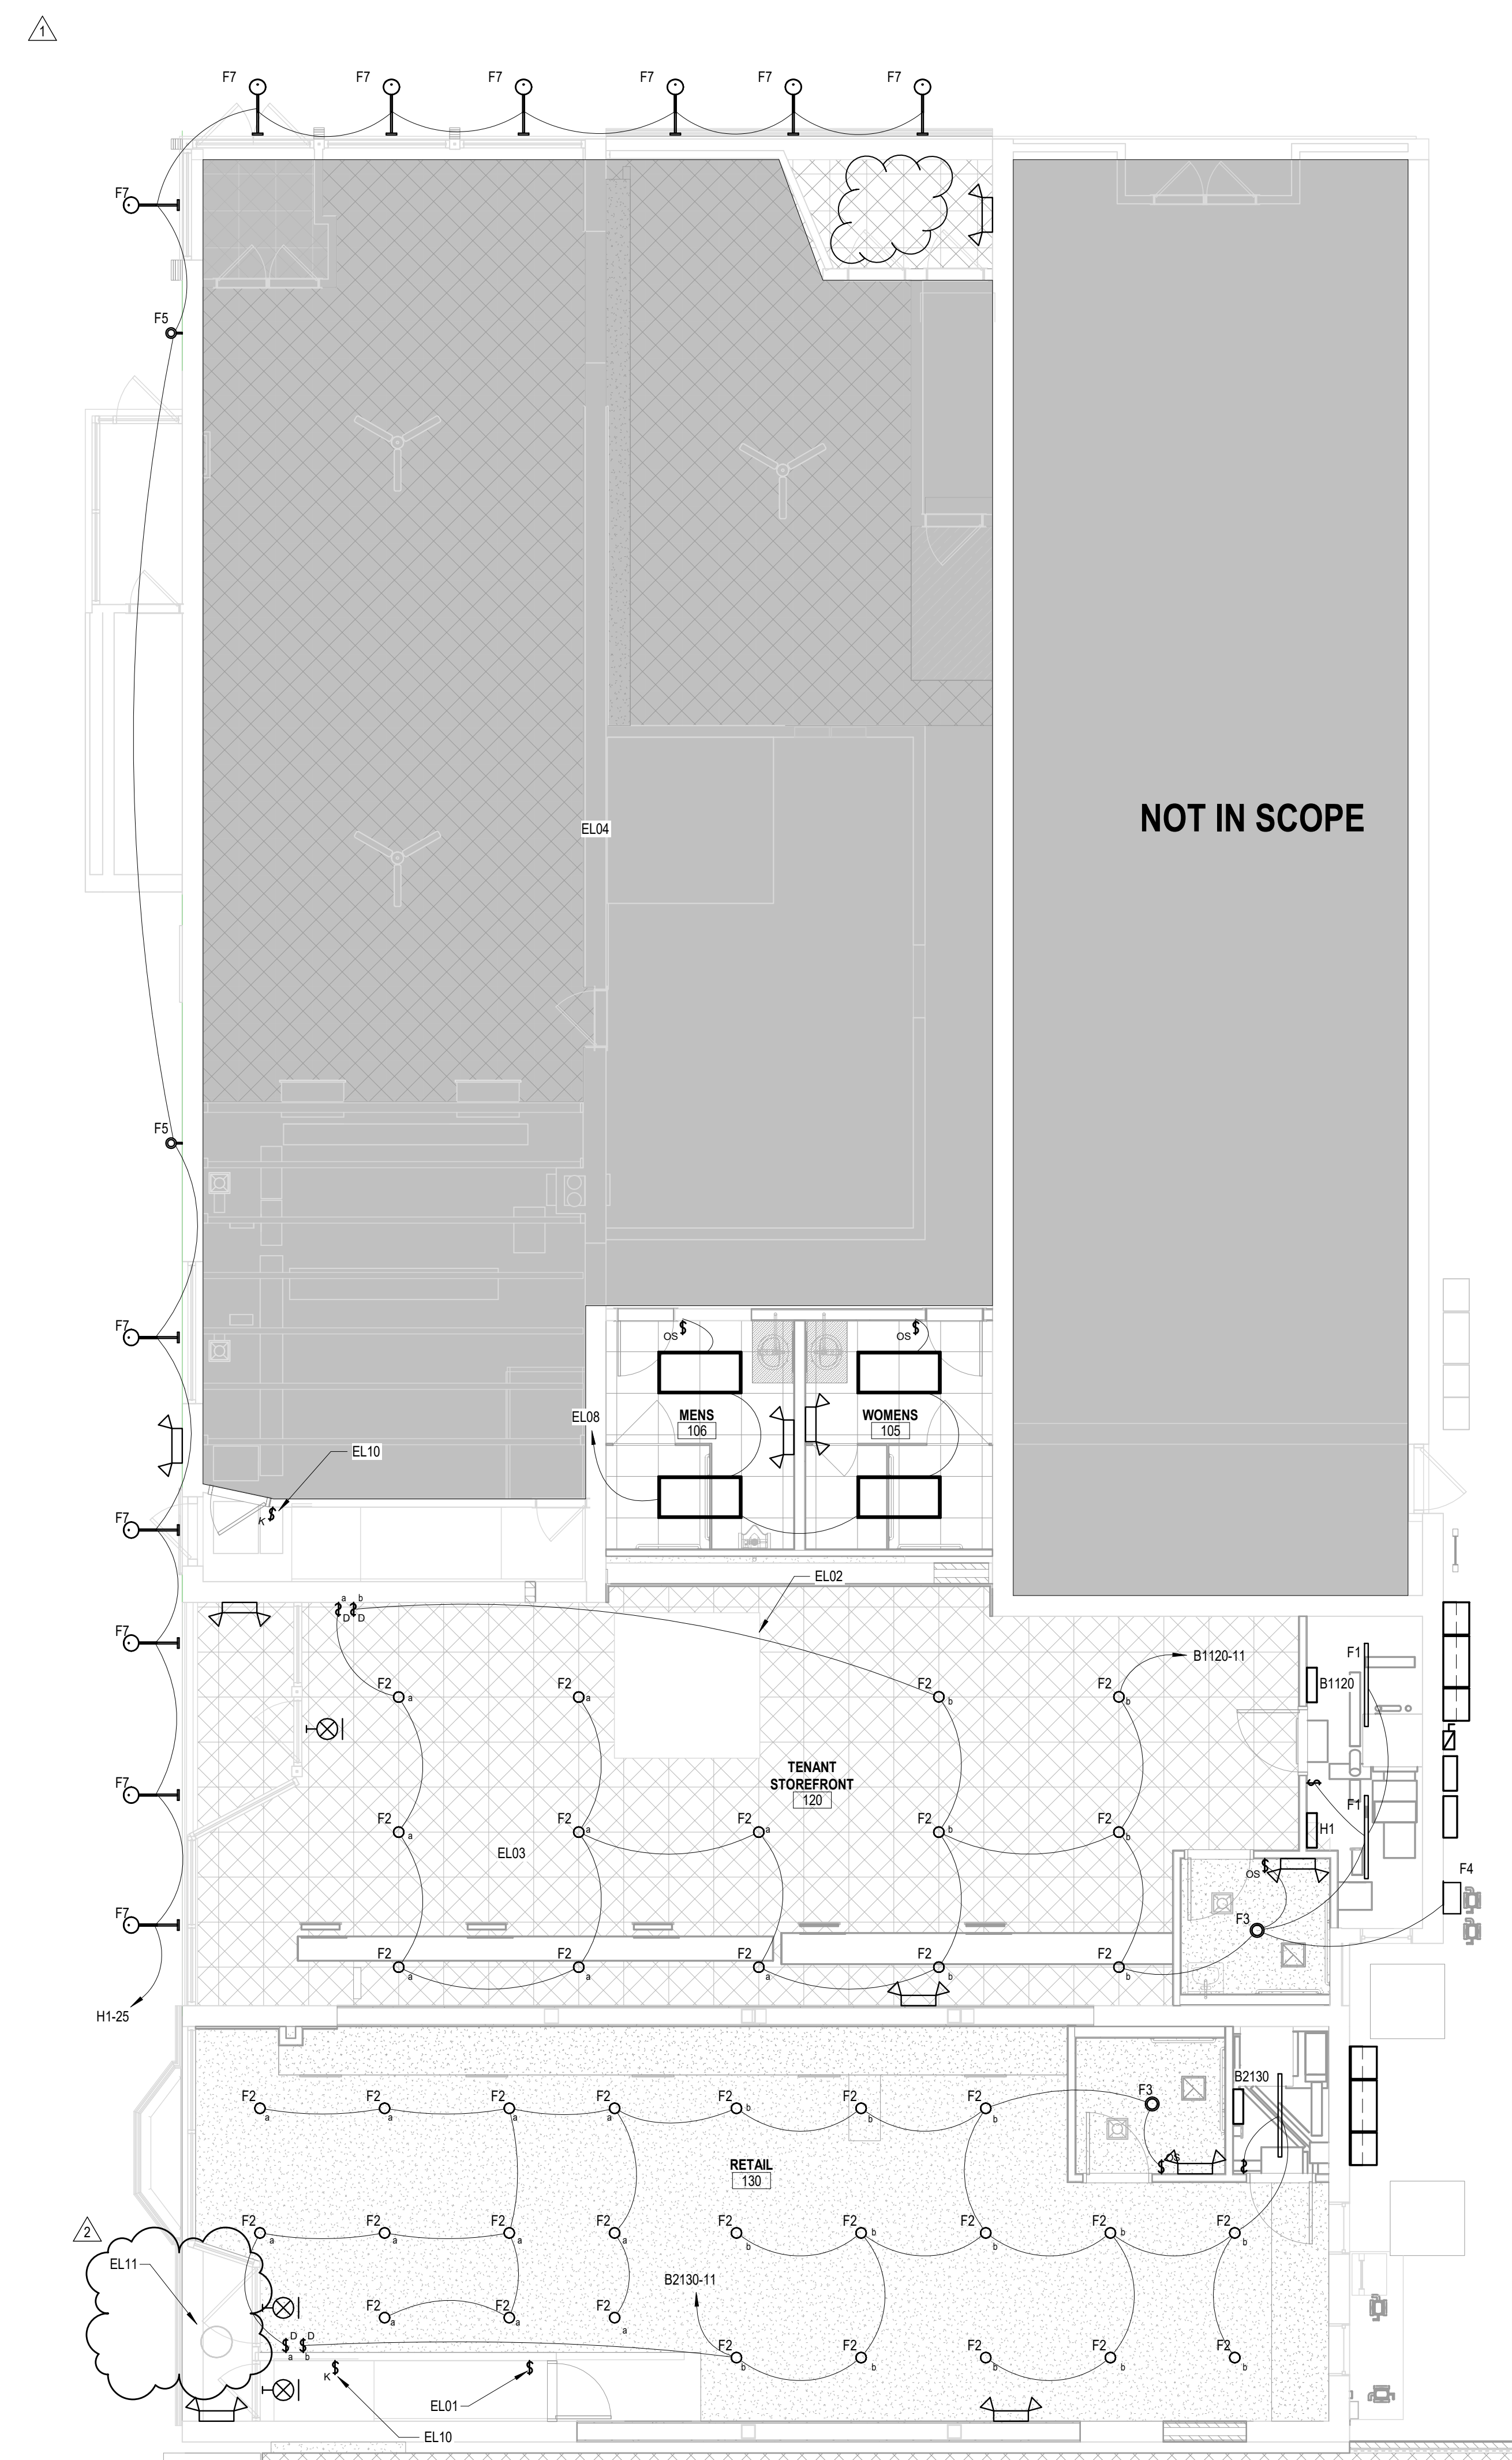 1
F7
F7
F7
F7
F7
F7
F7
F5
EL04
NOT IN SCOPE
F5
F7
OS
$
OS
$
EL08
MENS
106
WOMENS
105
EL10
K
$
F7
EL02
a
b
$
$
D
D
F7
F2
a
F2
a
F2
b
F2
b
B1120-11
F1
B1120
TENANT
STOREFRONT
120
F7
$
F1
F2
a
F2
a
F2
a
F2
b
F2
b
H1
EL03
OS
$
F4
F7
F3
F2
a
F2
a
F2
a
F2
b
F2
b
H1-25
B2130
F2
a
F2
a
F2
a
F2
a
F2
b
F2
b
F2
b
F3
RETAIL
130
OS
$
$
2
F2
a
F2
a
F2
a
F2
a
F2
b
F2
b
F2
b
F2
b
F2
b
EL11
B2130-11
F2
a
F2
a
F2
a
D
D
$
$
a
b
F2
b
F2
b
F2
b
F2
b
F2
b
K
$
$
EL01
EL10